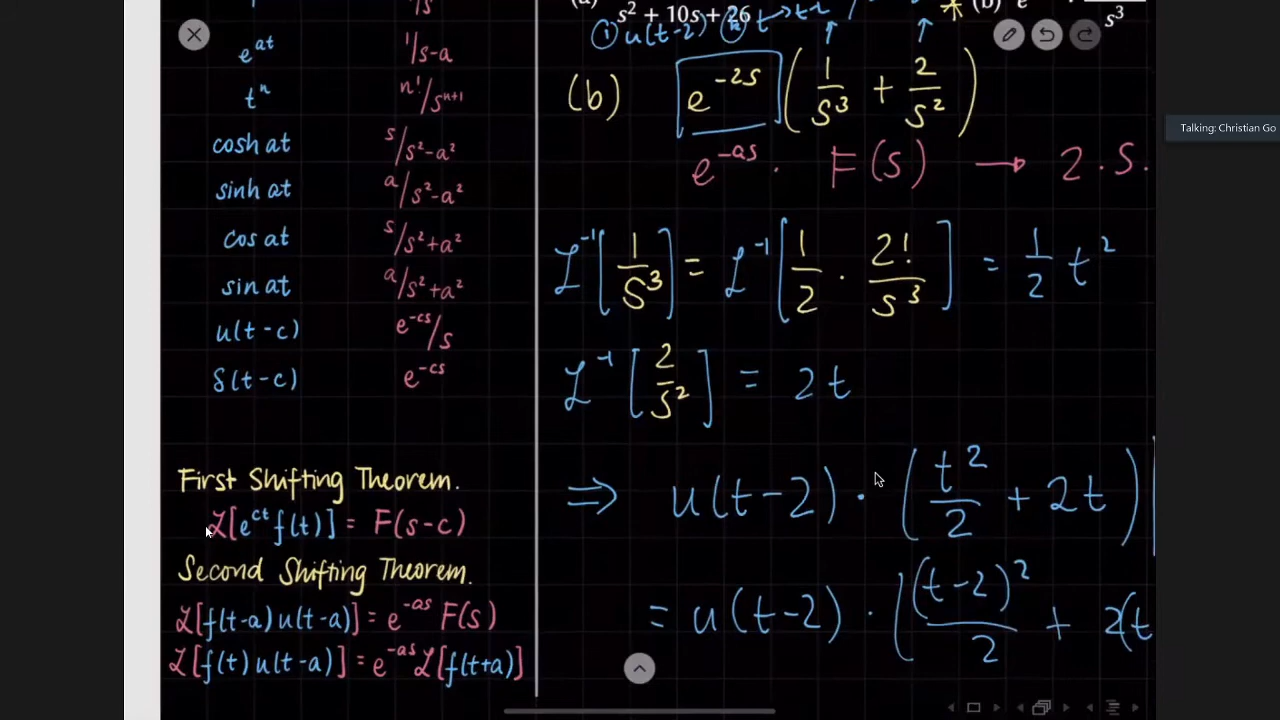 1/s
e^{at} 1/s-a
t^n n!/s^{n+1}
cosh at s/s²-a²
sinh at a/s²-a²
cos at s/s²+a²
sin at a/s²+a²
u(t-c) e^{-cs}/s
δ(t-c) e^{-cs}
First Shifting Theorem.
ℒ[e^{ct} f(t)] = F(s-c)
Second Shifting Theorem.
ℒ[f(t-a) u(t-a)] = e^{-as} F(s)
ℒ[f(t) u(t-a)] = e^{-as} ℒ[f(t+a)]
s² + 10s + 26
s³
① u(t-2) ②
(b) e^{-2s} (1/s³ + 2/s²)
e^{-as} · F(s) → 2.S.
ℒ^{-1}[1/s³] = ℒ^{-1}[1/2 · 2!/s³] = 1/2 t²
ℒ^{-1}[2/s²] = 2t
⇒ u(t-2) · (t²/2 + 2t)|
= u(t-2) · ((t-2)²/2 + 2(t
Talking: Christian Go